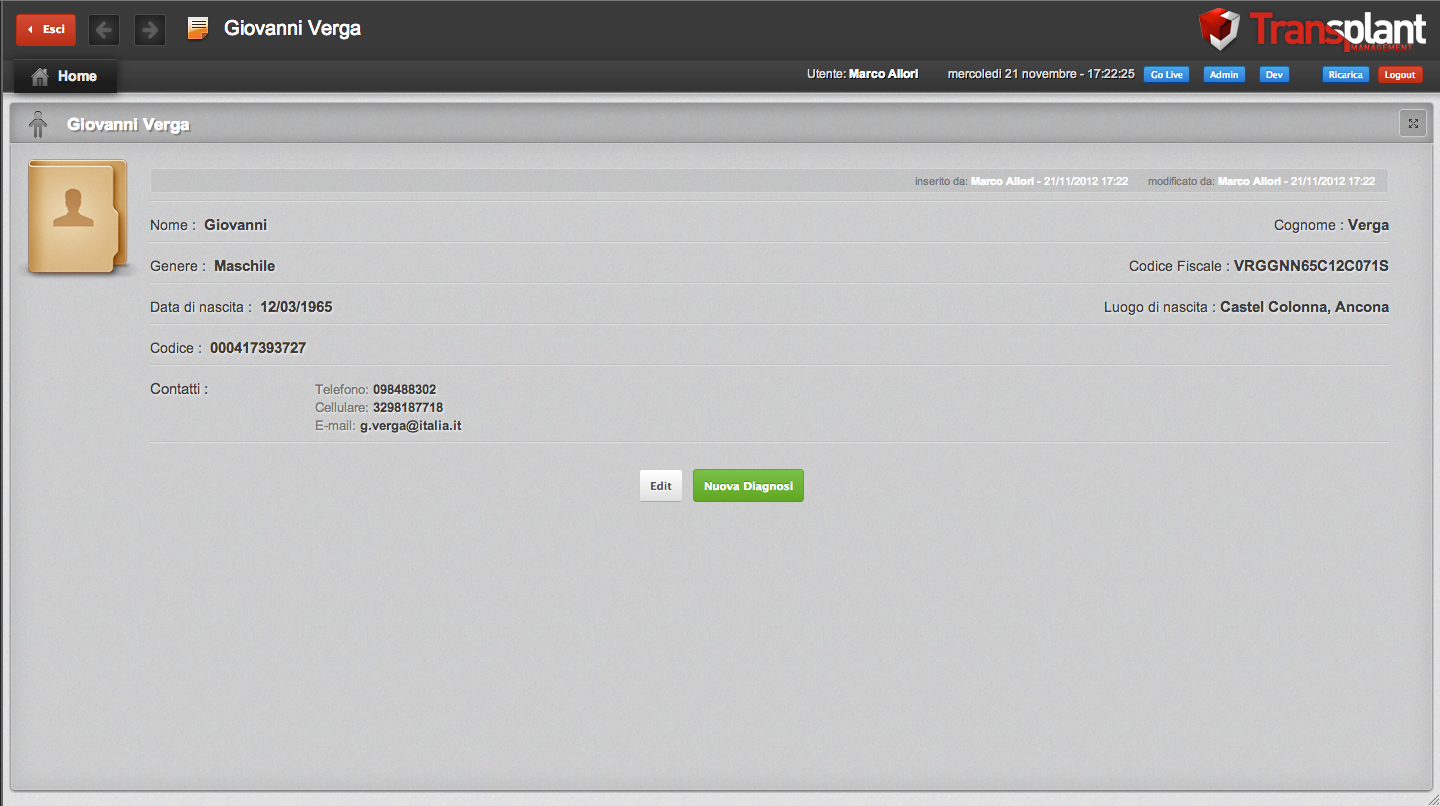 Esci
Giovanni Verga
Transplant
MANAGEMENT
Home
Utente: Marco Allori mercoledì 21 novembre - 17:22:25 Go Live Admin Dev Ricarica Logout
Giovanni Verga
inserito da: Marco Allori - 21/11/2012 17:22 modificato da: Marco Allori - 21/11/2012 17:22
Nome : Giovanni Cognome : Verga
Genere : Maschile Codice Fiscale : VRGGNN65C12C071S
Data di nascita : 12/03/1965 Luogo di nascita : Castel Colonna, Ancona
Codice : 000417393727
Contatti : Telefono: 098488302
Cellulare: 3298187718
E-mail: g.verga@italia.it
Edit Nuova Diagnosi